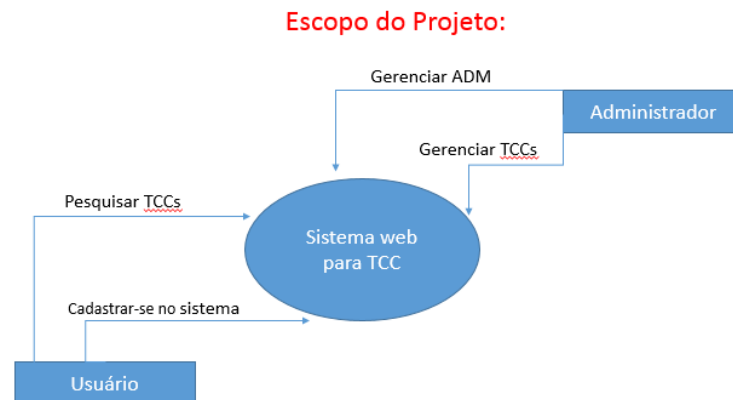 Escopo do Projeto:
Gerenciar ADM
Administrador
Gerenciar TCCs
Pesquisar TCCs
Sistema web
para TCC
Cadastrar-se no sistema
Usuário